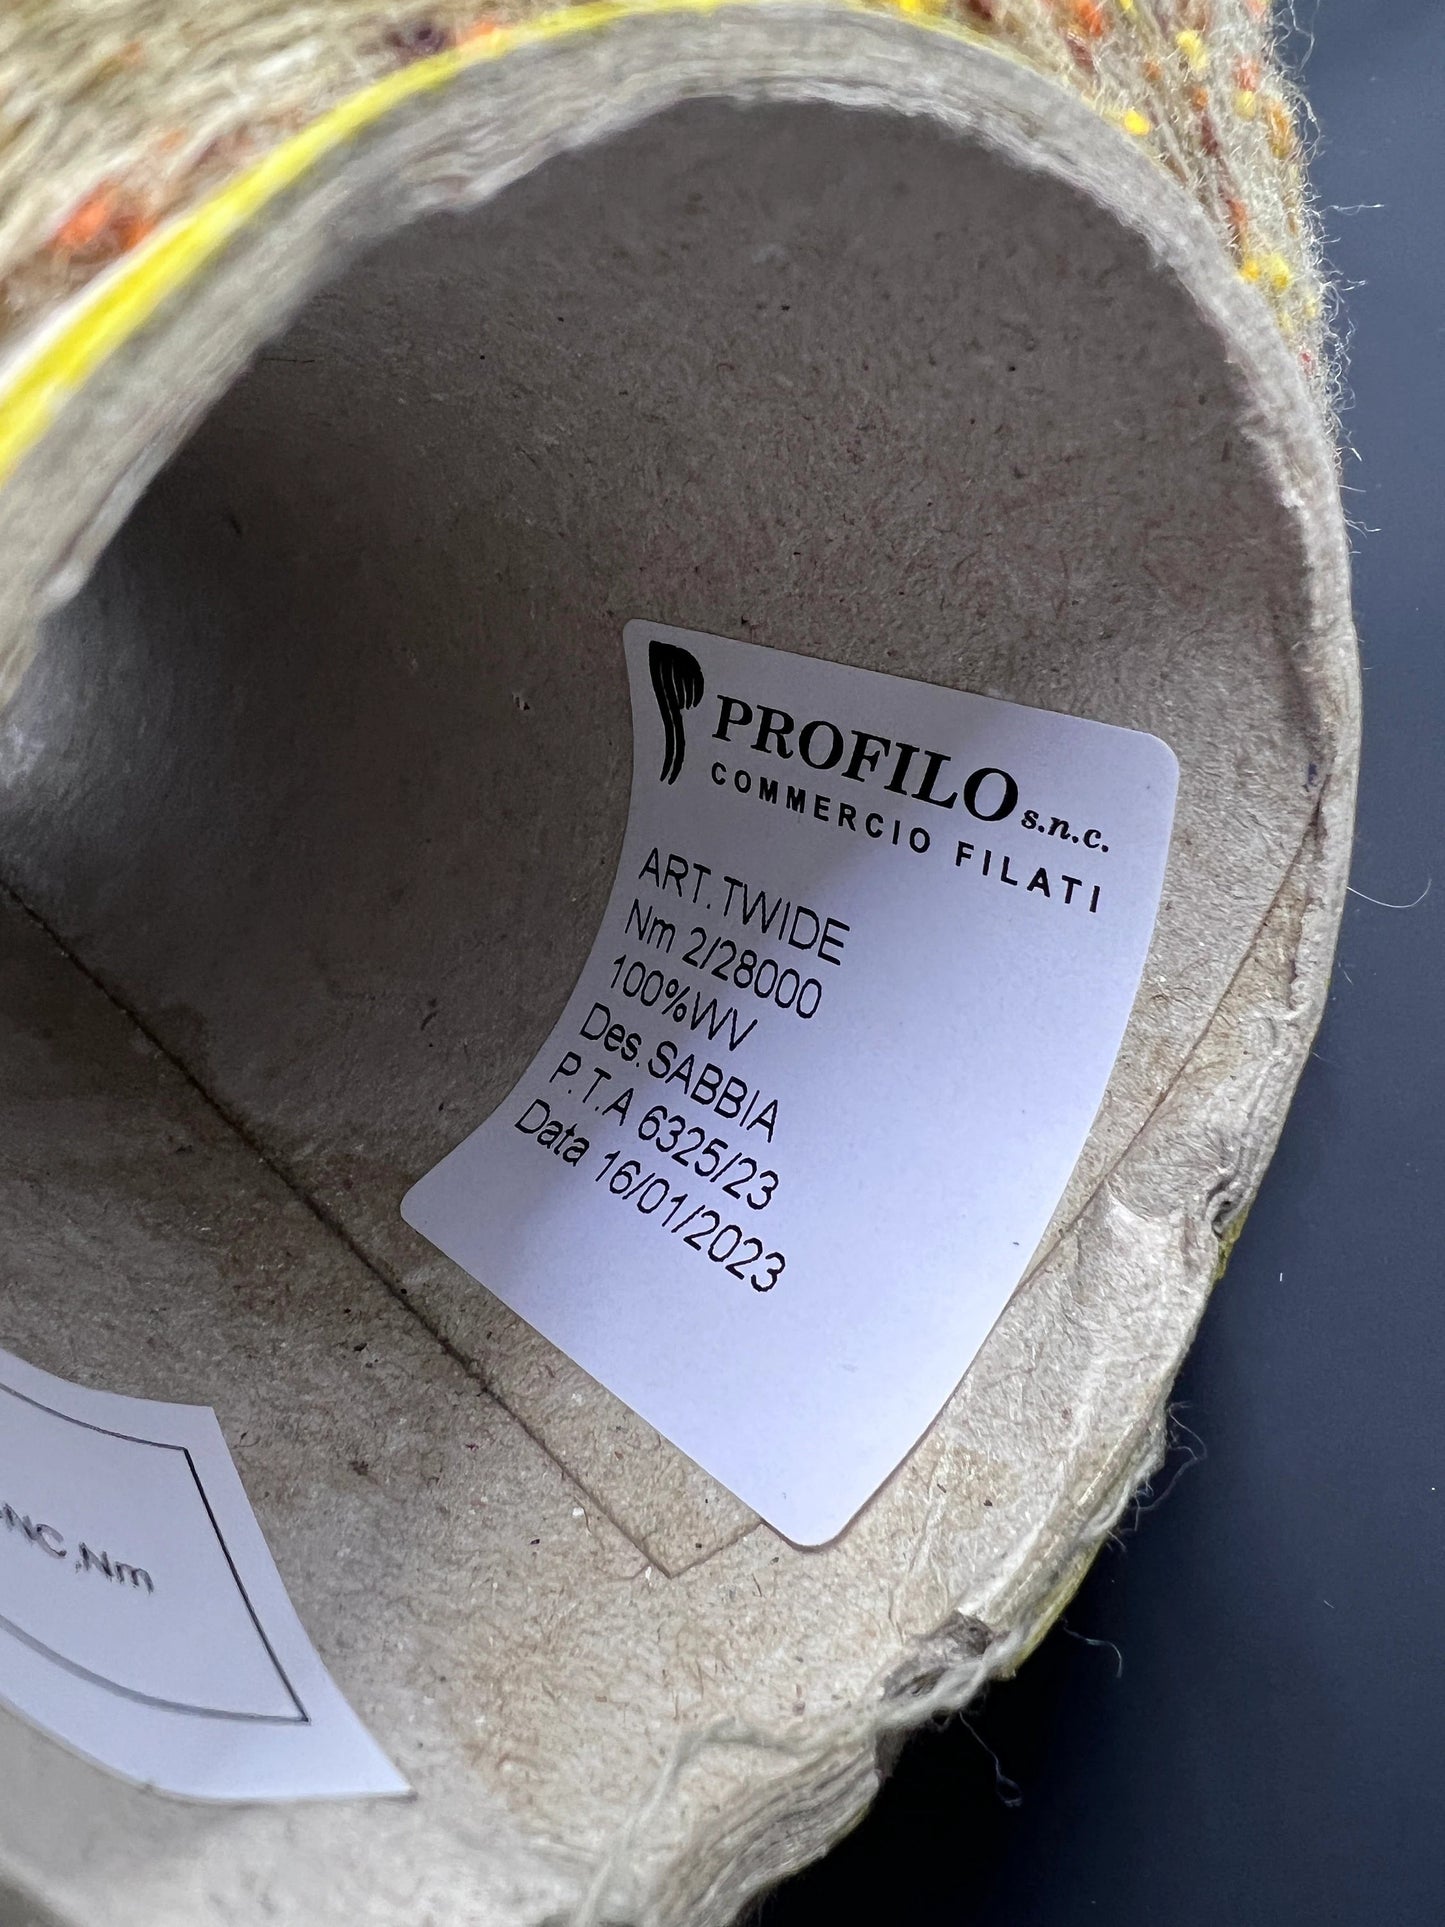 PROFILO s.n.c.
COMMERCIO FILATI
ART.TWIDE
Nm 2/28000
100%WV
Des.SABBIA
P.T.A 6325/23
Data 16/01/2023
NC,Nm